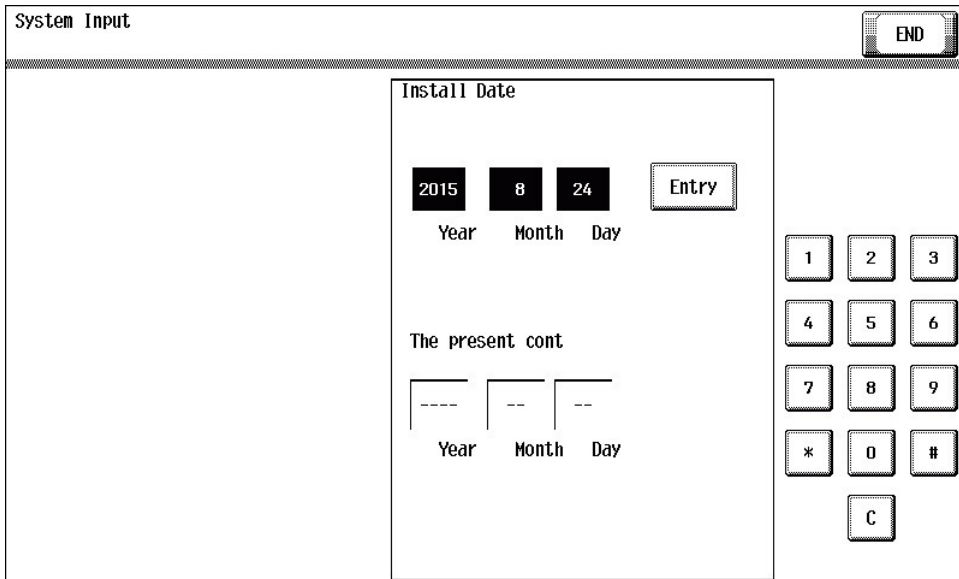 System Input
END
Install Date
2015 8 24 Entry
Year Month Day
The present cont
---- -- --
Year Month Day
1 2 3
4 5 6
7 8 9
* 0 #
C